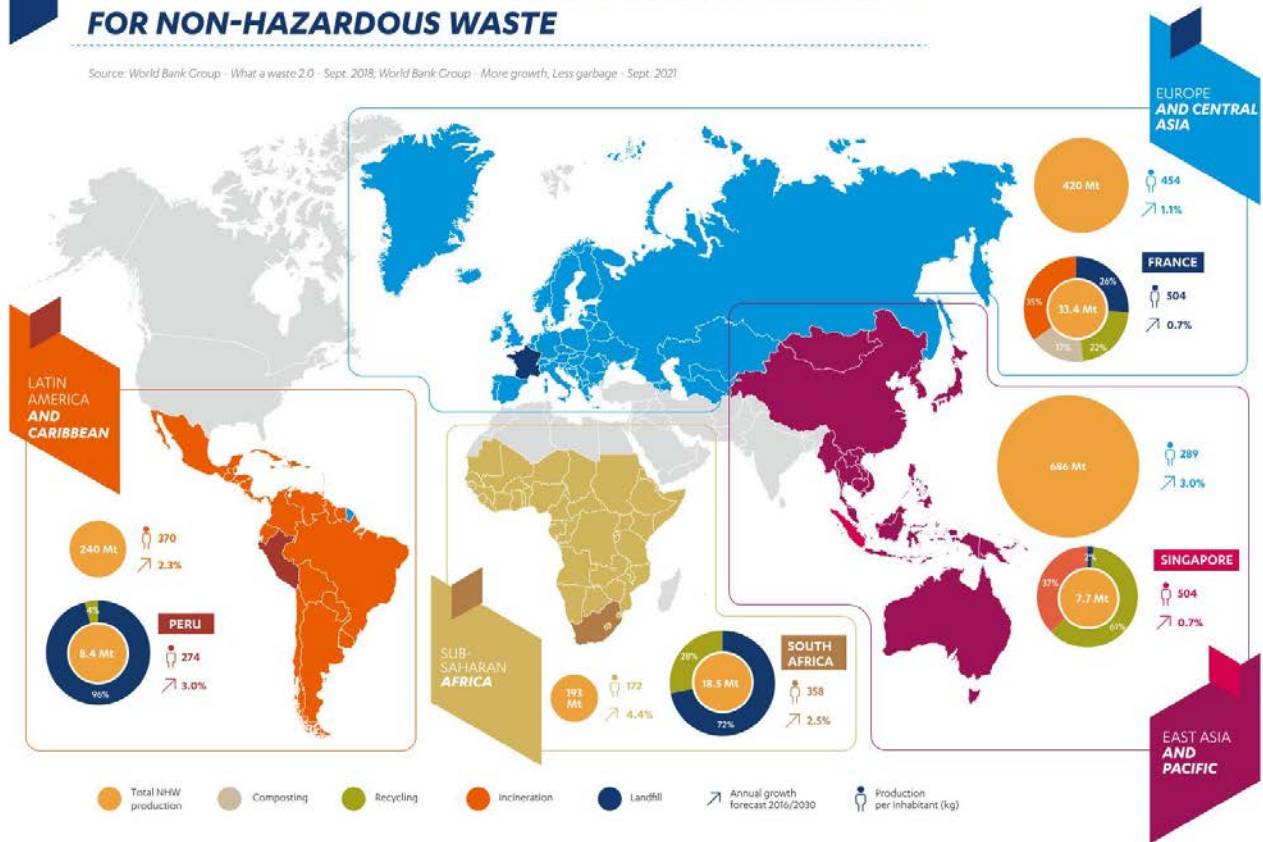 FOR NON-HAZARDOUS WASTE
Source: World Bank Group - What a waste 2.0 - Sept. 2018; World Bank Group - More growth, Less garbage - Sept. 2021
EUROPE
AND CENTRAL
ASIA
420 Mt
454
1.1%
FRANCE
504
0.7%
26%
35%
33.4 Mt
17%
22%
LATIN
AMERICA
AND
CARIBBEAN
240 Mt
370
2.3%
PERU
274
3.0%
4%
8.4 Mt
96%
SUB-
SAHARAN
AFRICA
193
Mt
172
4.4%
28%
18.5 Mt
72%
SOUTH
AFRICA
358
2.5%
686 Mt
289
3.0%
2%
37%
7.7 Mt
61%
SINGAPORE
504
0.7%
EAST ASIA
AND
PACIFIC
Total NHW
production
Composting
Recycling
Incineration
Landfill
Annual growth
forecast 2016/2030
Production
per inhabitant (kg)